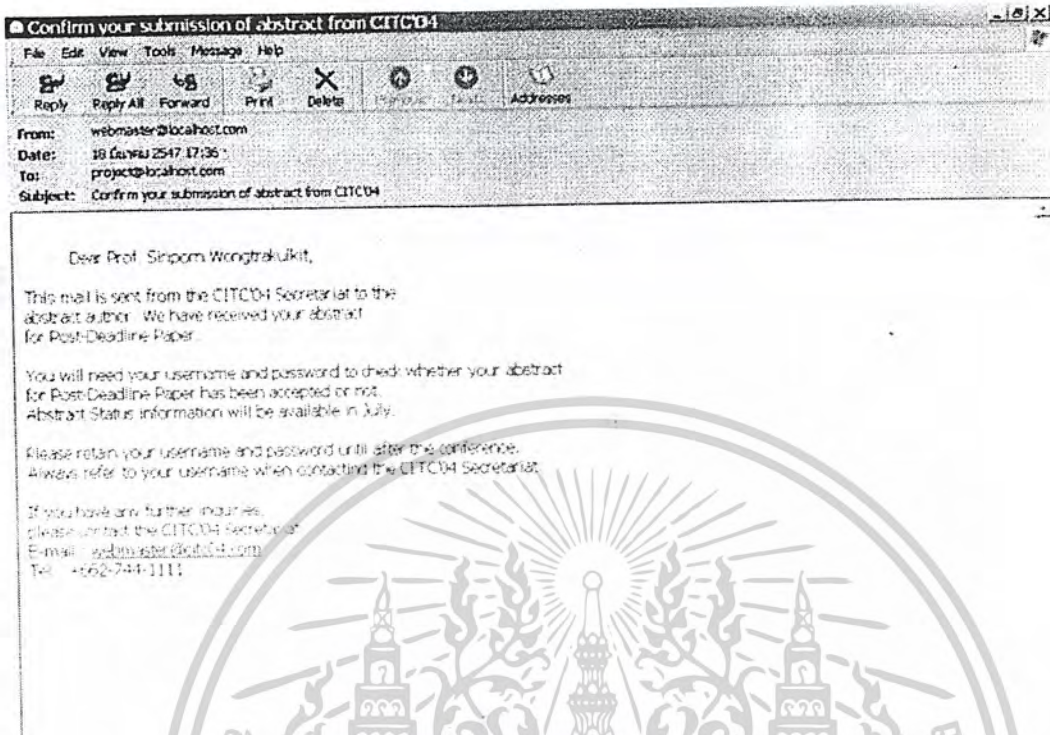 Confirm your submission of abstract from CITC'04
File Edit View Tools Message Help
Reply Reply All Forward Print Delete Previous Next Addresses
From: webmaster@localhost.com
Date: 18 มีนาคม 2547 17:36
To: project@localhost.com
Subject: Confirm your submission of abstract from CITC'04
Dear Prof. Siriporn Wongtrakulkit,
This mail is sent from the CITC'04 Secretariat to the
abstract author. We have received your abstract
for Post-Deadline Paper.
You will need your username and password to check whether your abstract
for Post-Deadline Paper has been accepted or not.
Abstract Status information will be available in July.
Please retain your username and password until after the conference.
Always refer to your username when contacting the CITC'04 Secretariat.
If you have any further inquiries,
please contact the CITC'04 Secretariat
E-mail : webmaster@citc04.com
Tel. +662-744-1111